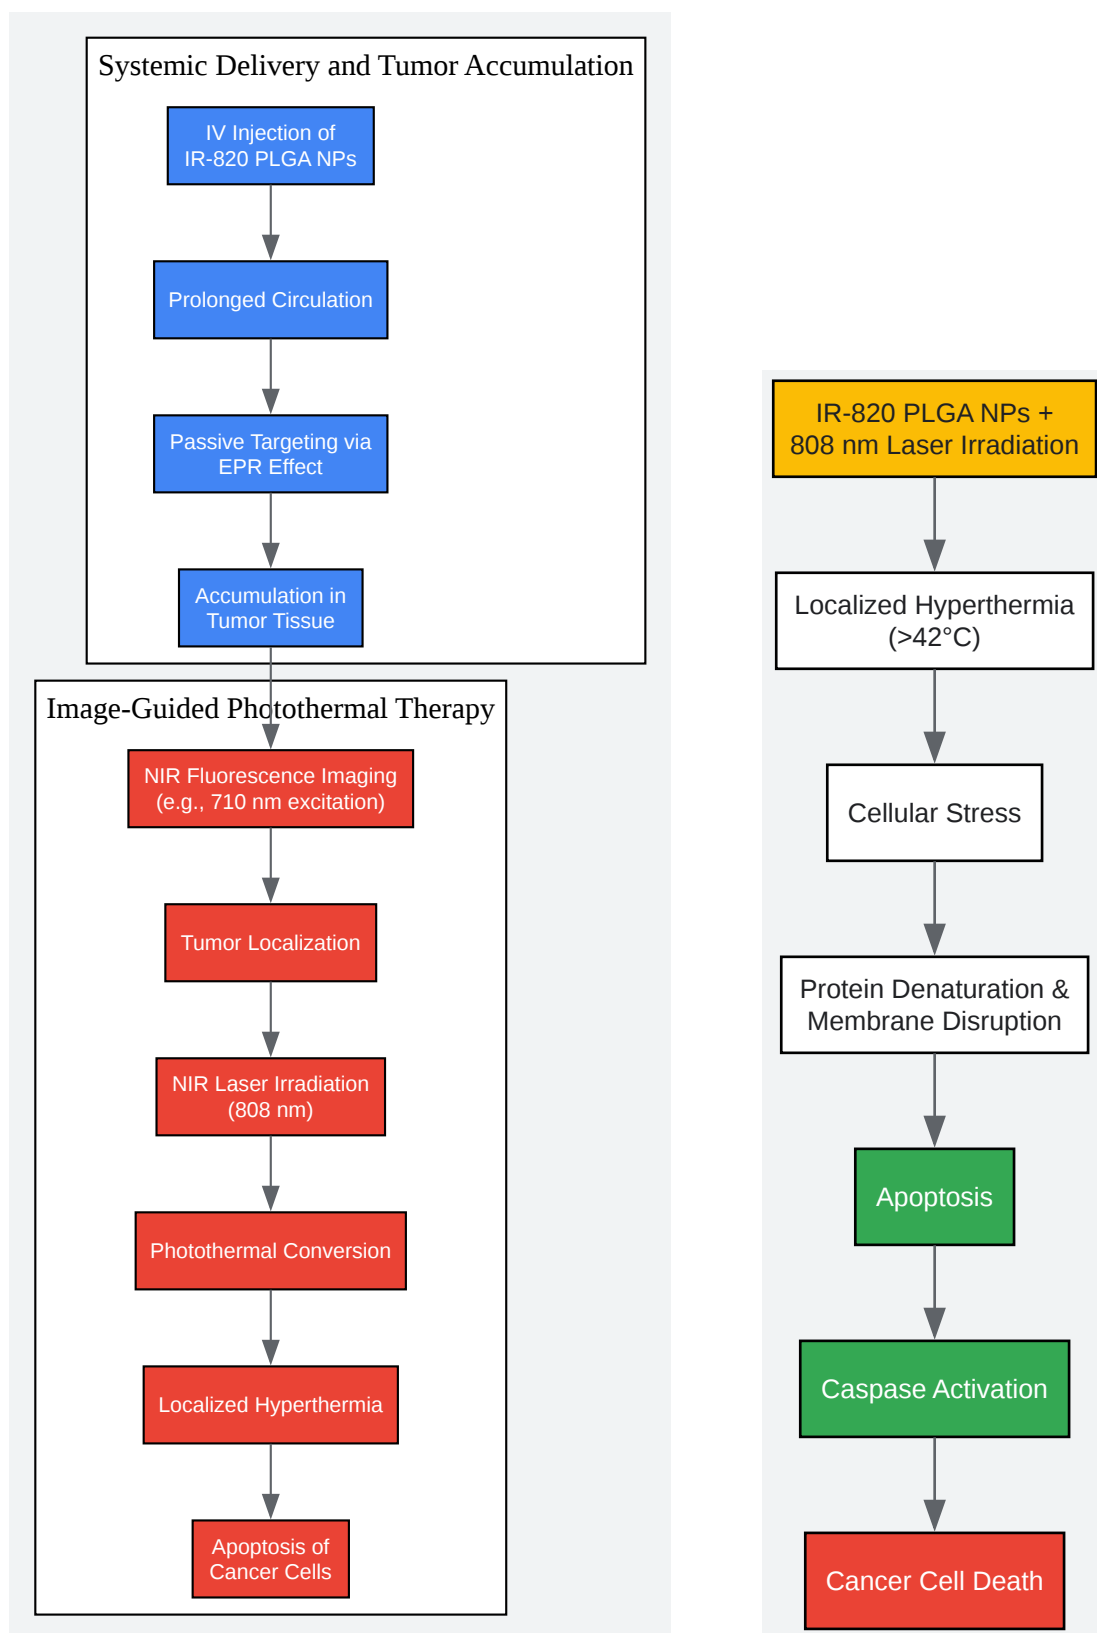 Systemic Delivery and Tumor Accumulation
IV Injection of
IR-820 PLGA NPs
Prolonged Circulation
Passive Targeting via
EPR Effect
Accumulation in
Tumor Tissue
Image-Guided Photothermal Therapy
NIR Fluorescence Imaging
(e.g., 710 nm excitation)
Tumor Localization
NIR Laser Irradiation
(808 nm)
Photothermal Conversion
Localized Hyperthermia
Apoptosis of
Cancer Cells
IR-820 PLGA NPs +
808 nm Laser Irradiation
Localized Hyperthermia
(>42°C)
Cellular Stress
Protein Denaturation &
Membrane Disruption
Apoptosis
Caspase Activation
Cancer Cell Death